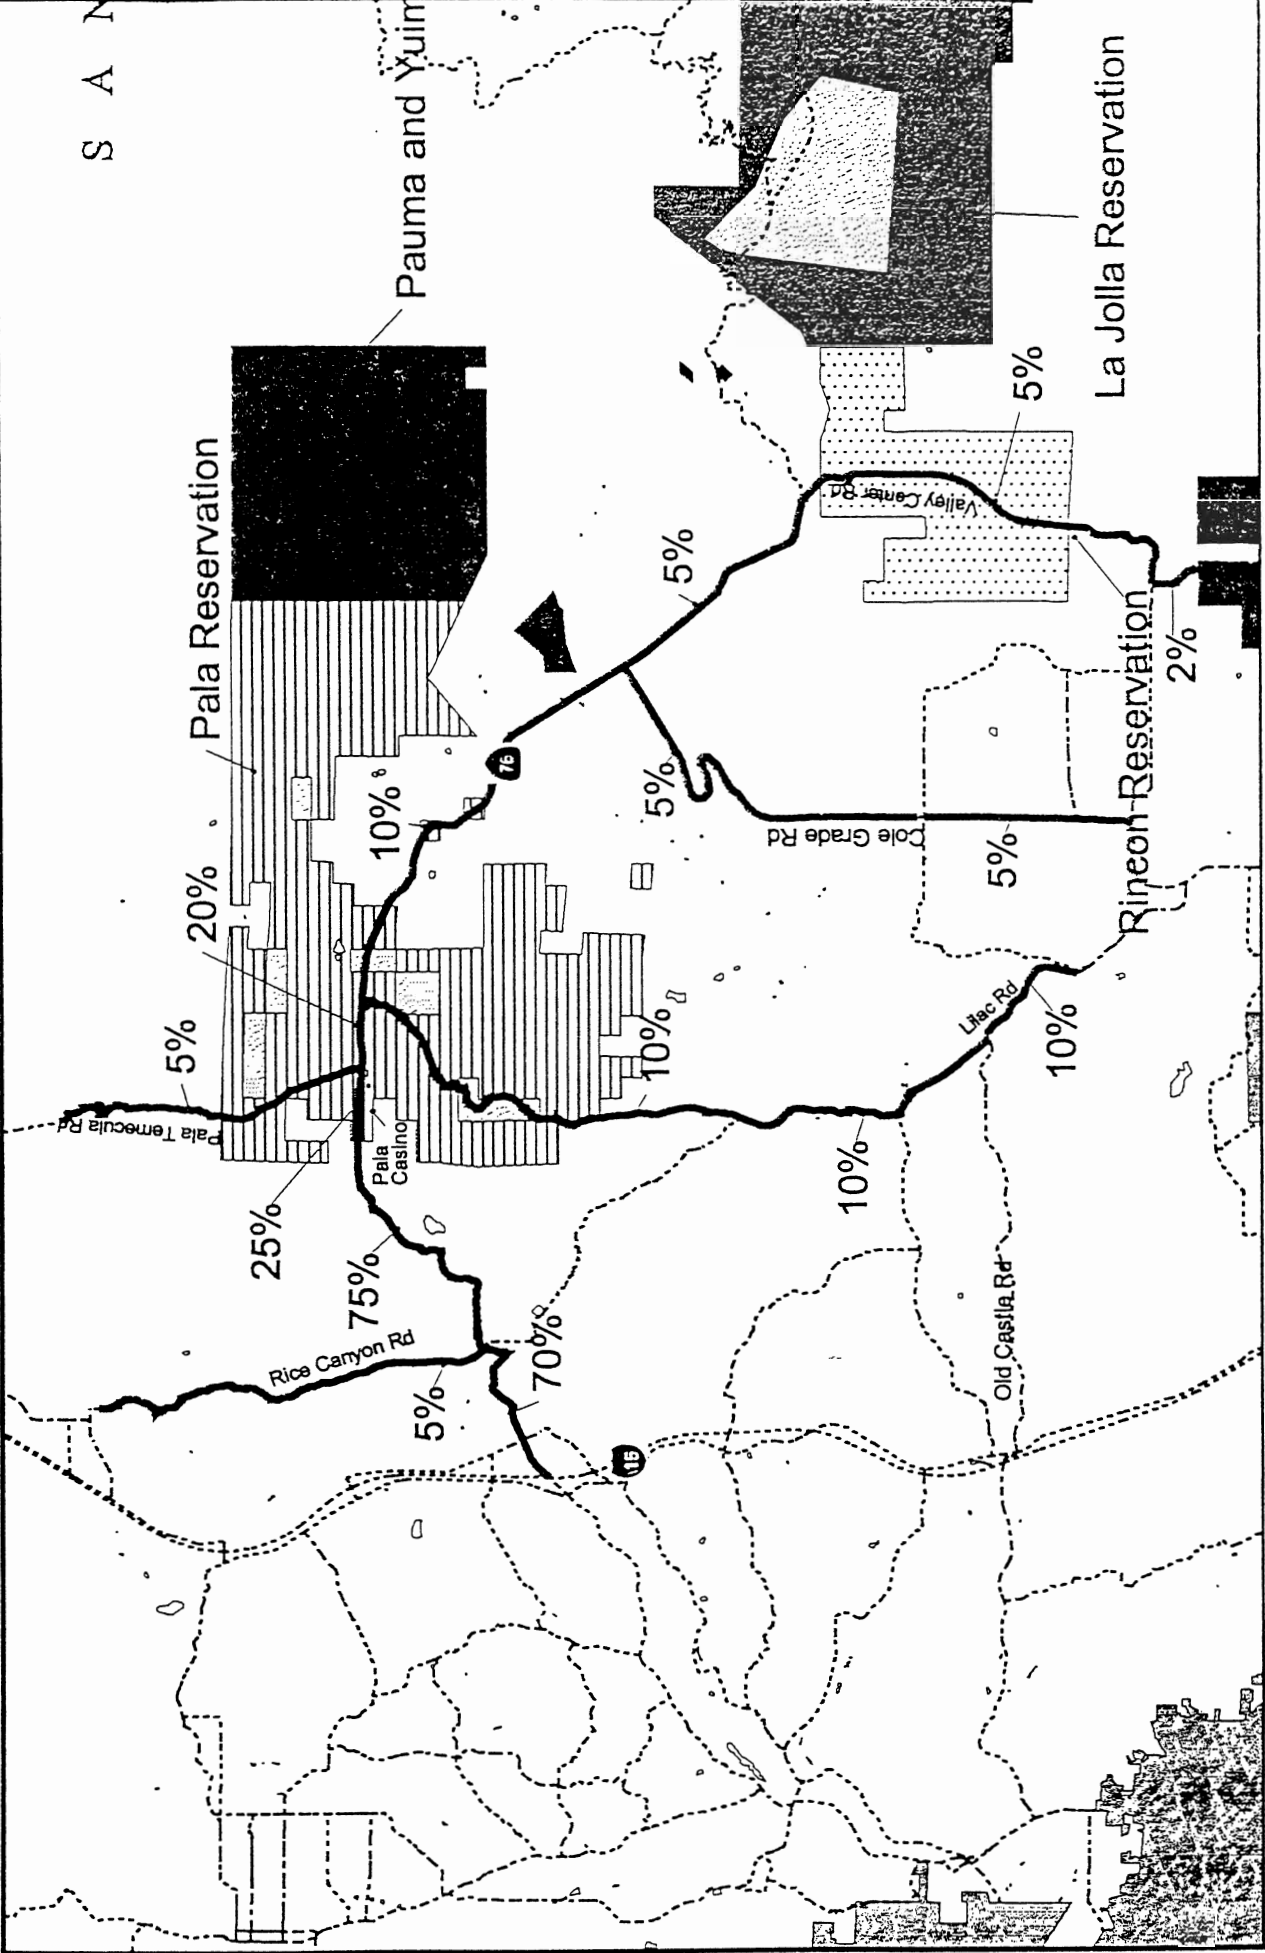 S A N
Pauma and Yuim
Pala Reservation
La Jolla Reservation
20%
10%
5%
5%
Valley Center Rd
76
5%
Pala Temecula Rd
25%
Pala
Casino
5%
Cole Grade Rd
5%
Rincon Reservation
2%
75%
10%
Lilac Rd
10%
10%
Rice Canyon Rd
5%
70%
Old Castle Rd
15